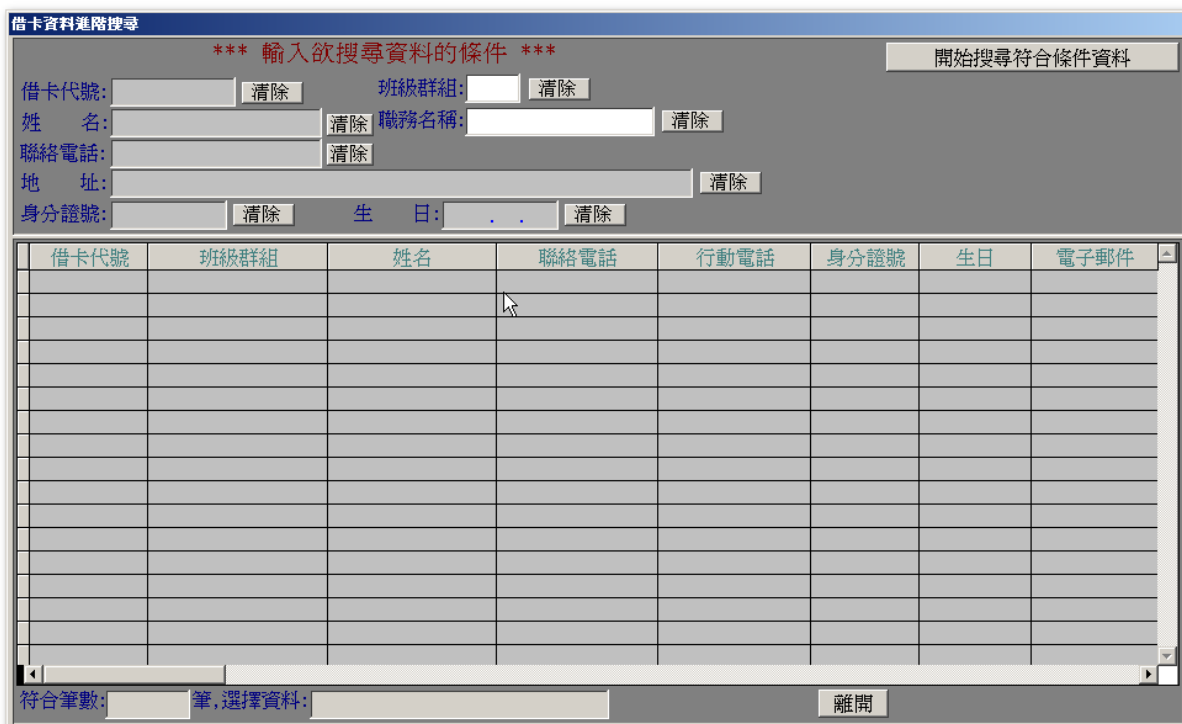 借卡資料進階搜尋
*** 輸入欲搜尋資料的條件 *** 開始搜尋符合條件資料
借卡代號: 清除 班級群組: 清除
姓 名: 清除 職務名稱: 清除
聯絡電話: 清除
地 址: 清除
身分證號: 清除 生 日: . . 清除
借卡代號 班級群組 姓名 聯絡電話 行動電話 身分證號 生日 電子郵件
符合筆數: 筆,選擇資料: 離開